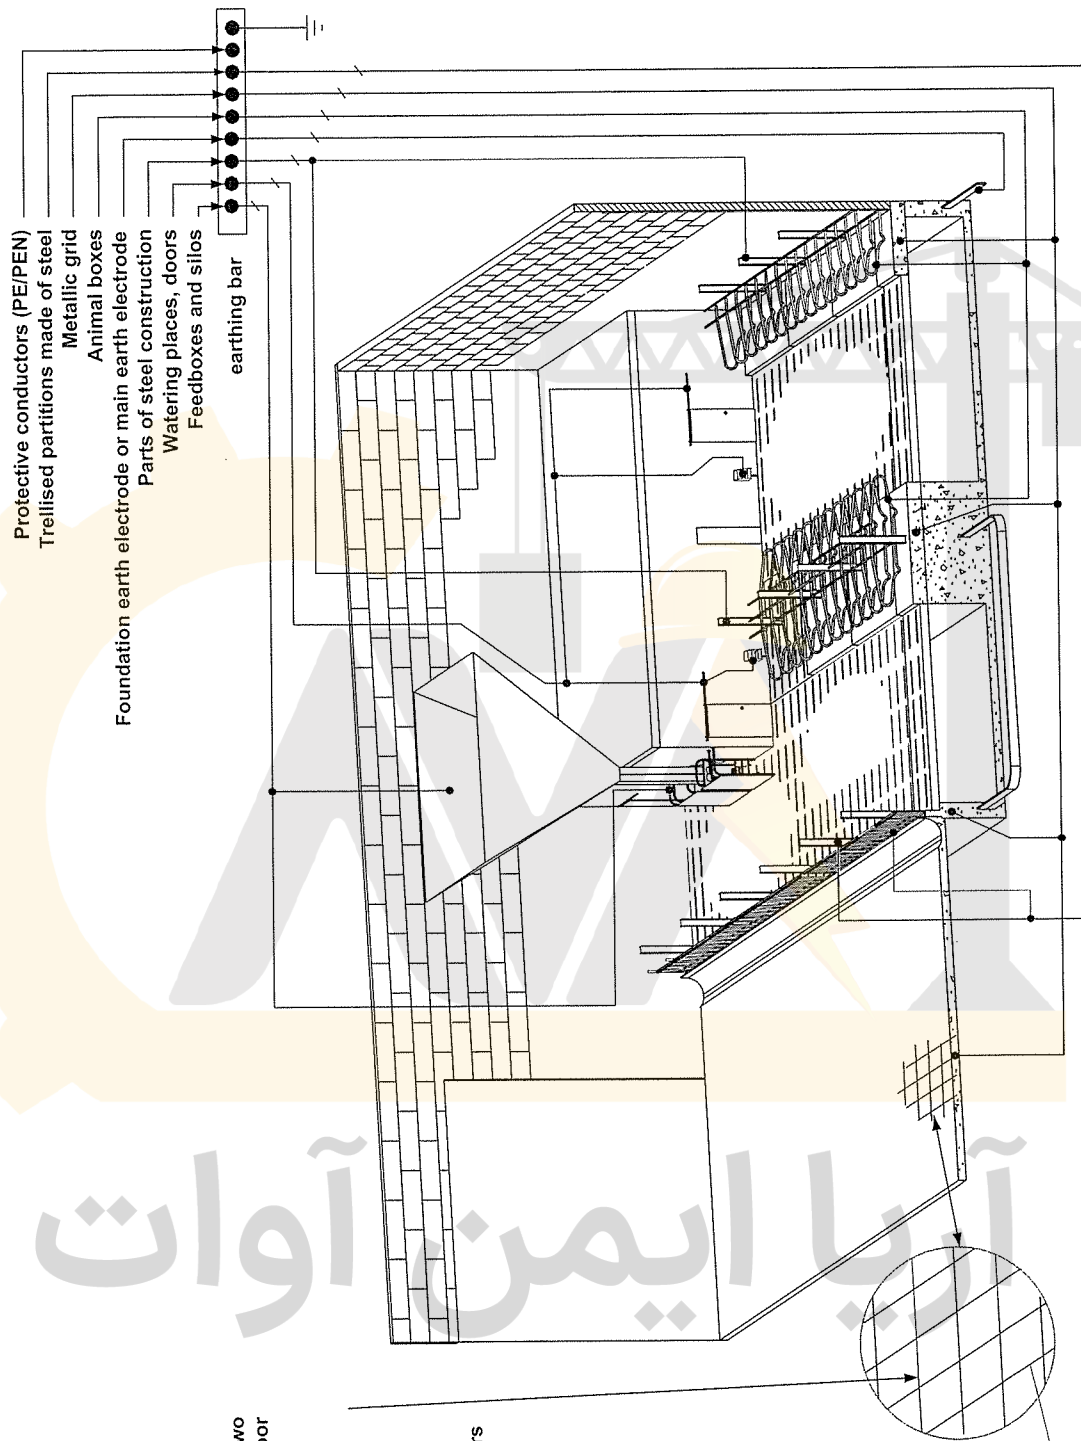 Protective conductors (PE/PEN)
Trellised partitions made of steel
Metallic grid
Animal boxes
Foundation earth electrode or main earth electrode
Parts of steel construction
Watering places, doors
Feedboxes and silos
earthing bar
آریا ایمن آوات